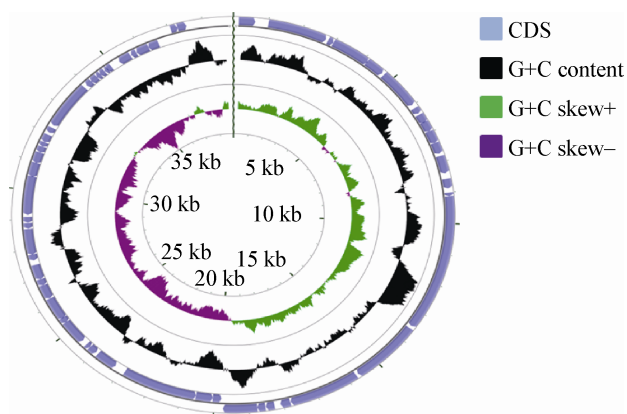 CDS
G+C content
G+C skew+
G+C skew−
35 kb
5 kb
30 kb
10 kb
25 kb
15 kb
20 kb